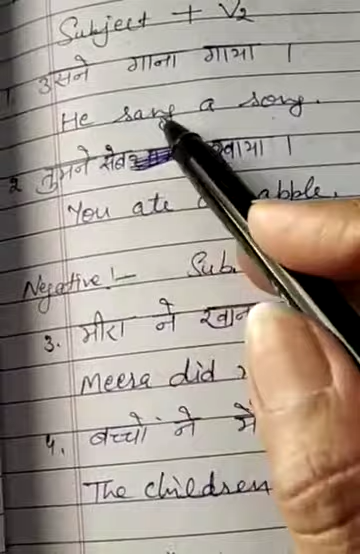 Subject + V2
1. उसने गाना गाया ।
He sang a song.
2 तुमने सेब खाया ।
You ate apple.
Negative!- Sub
3. मीरा ने खाना
Meera did
4. बच्चों ने
The children